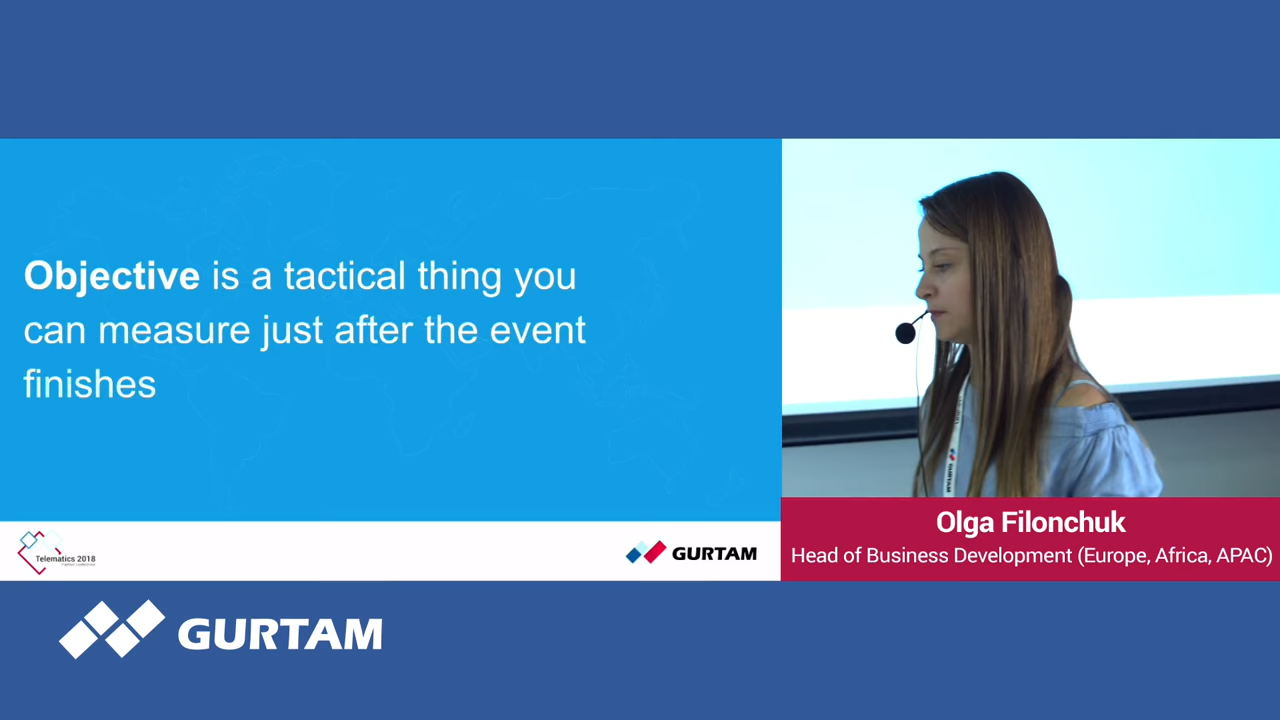 Objective is a tactical thing you
can measure just after the event
finishes
Telematics 2018
GURTAM
GURTAM
Olga Filonchuk
Head of Business Development (Europe, Africa, APAC)
GURTAM